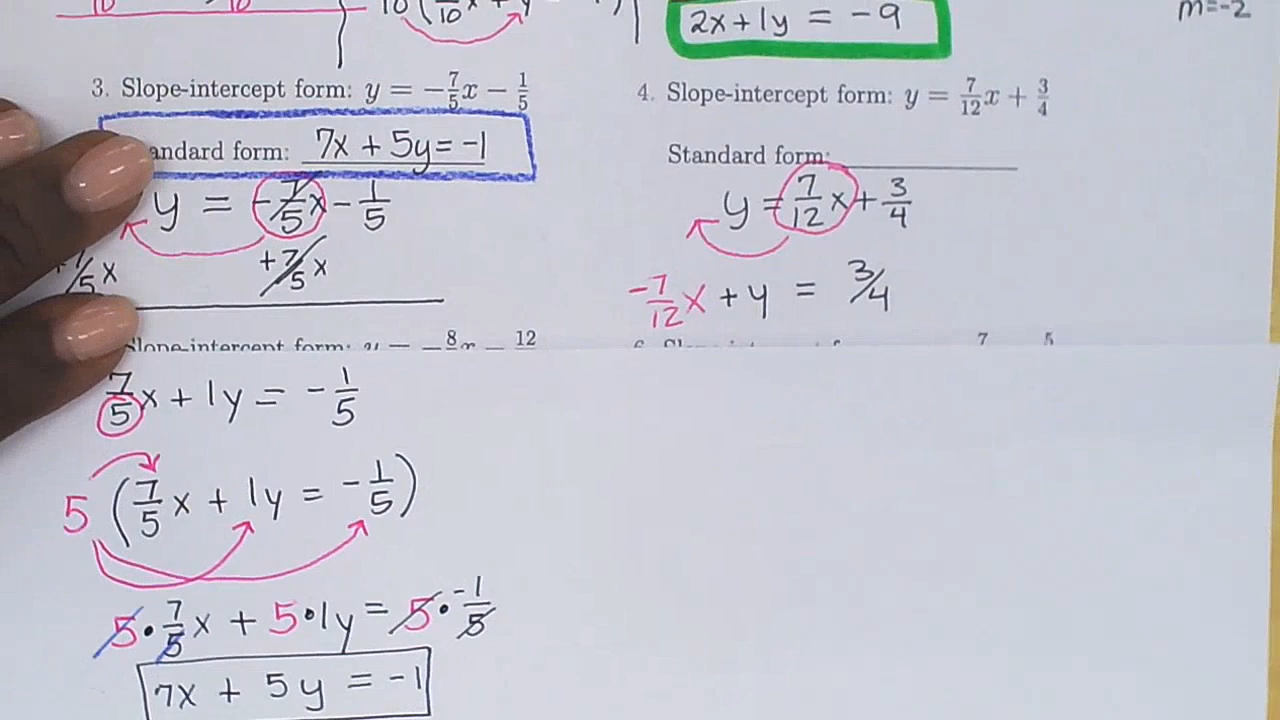 2x+1y = -9
m=-2
3. Slope-intercept form: y = -7/5x - 1/5
andard form: 7x + 5y = -1
y = -7/5x - 1/5
+7/5x
7/5x + 1y = -1/5
5 (7/5x + 1y = -1/5)
5 • 7/5x + 5 • 1y = 5 • -1/5
7x + 5y = -1
4. Slope-intercept form: y = 7/12x + 3/4
Standard form:
y = 7/12x + 3/4
-7/12x + y = 3/4